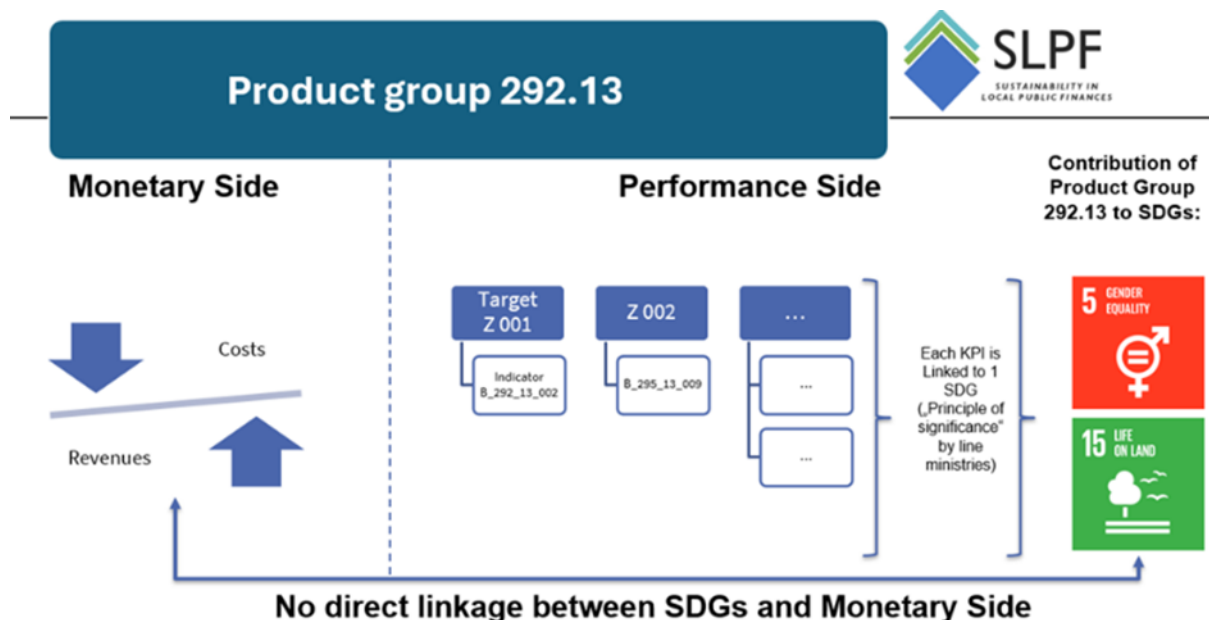 Product group 292.13
SLPF
SUSTAINABILITY IN
LOCAL PUBLIC FINANCES
Monetary Side
Performance Side
Contribution of
Product Group
292.13 to SDGs:
Costs
Revenues
Target
Z 001
Indicator
B_292_13_002
Z 002
B_295_13_009
...
...
...
Each KPI is
Linked to 1
SDG
(„Principle of
significance“
by line
ministries)
5 GENDER
EQUALITY
15 LIFE
ON LAND
No direct linkage between SDGs and Monetary Side